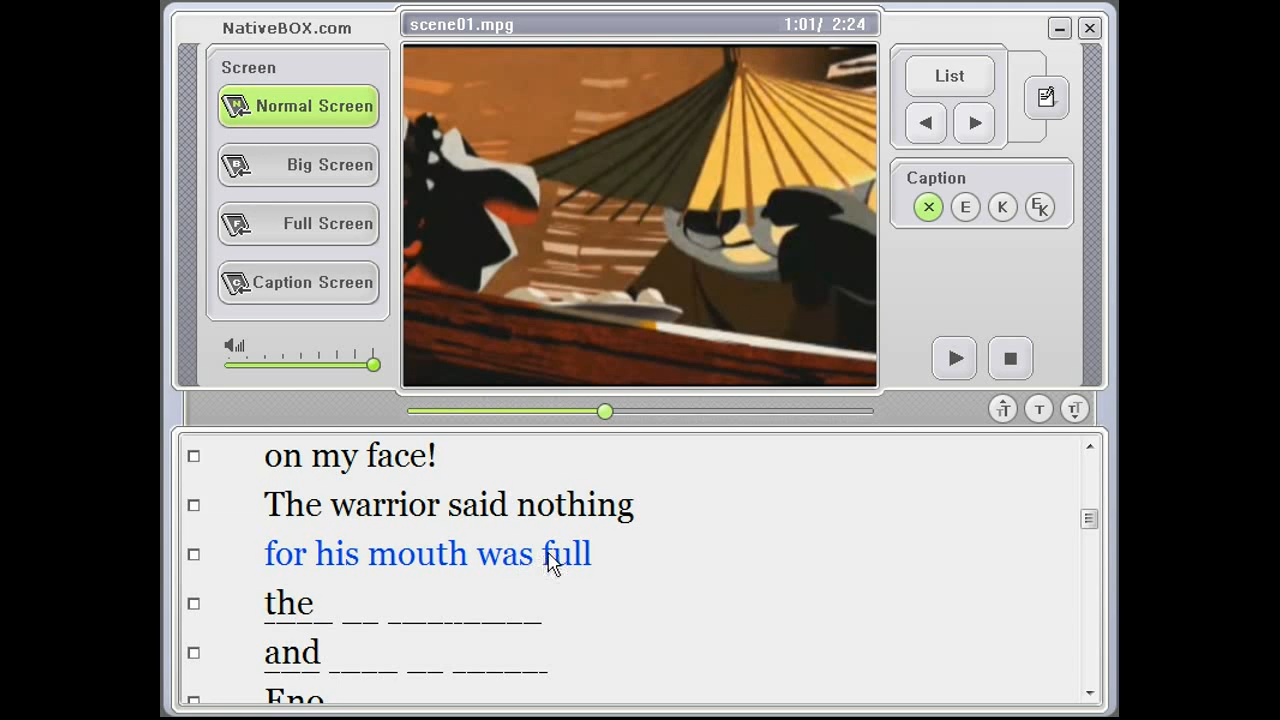 NativeBOX.com
scene01.mpg 1:01/ 2:24
Screen
Normal Screen
Big Screen
Full Screen
Caption Screen
List
Caption
E K EK
T T T
on my face!
The warrior said nothing
for his mouth was full
the
and
Eno